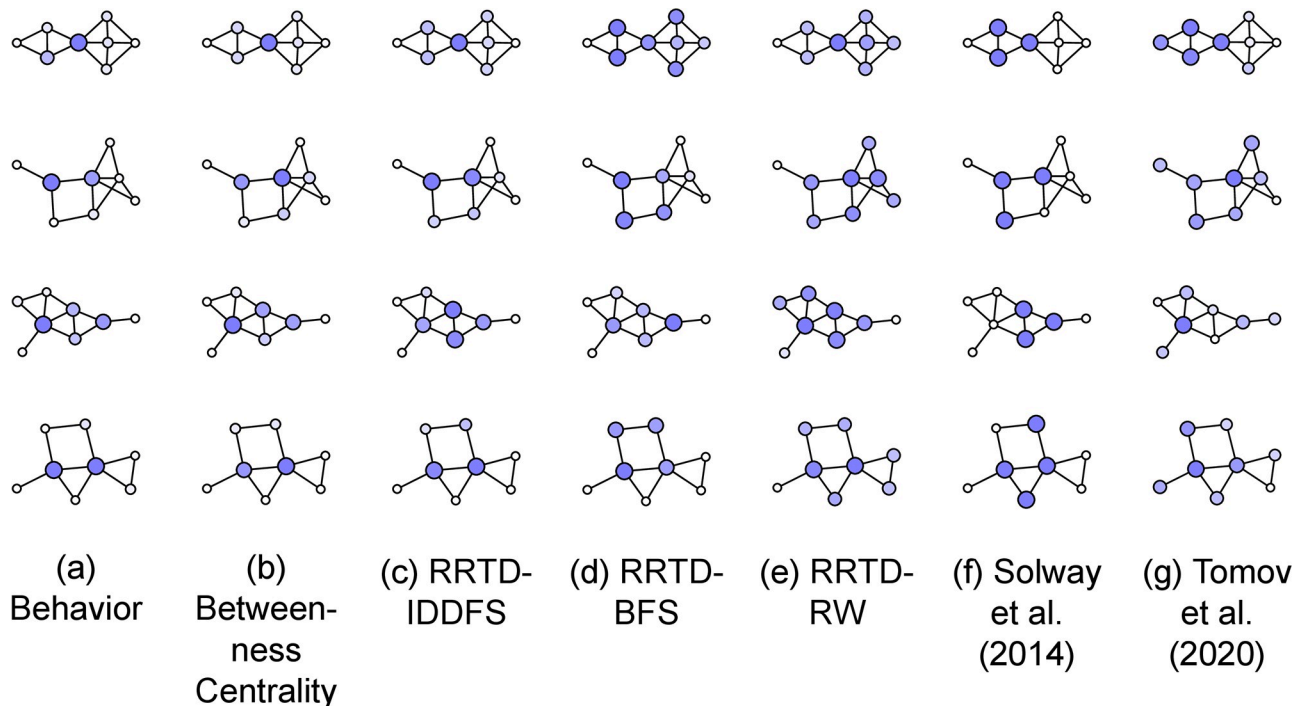 (a)
Behavior
(b)
Between-
ness
Centrality
(c) RRTD-
IDDFS
(d) RRTD-
BFS
(e) RRTD-
RW
(f) Solway
et al.
(2014)
(g) Tomov
et al.
(2020)